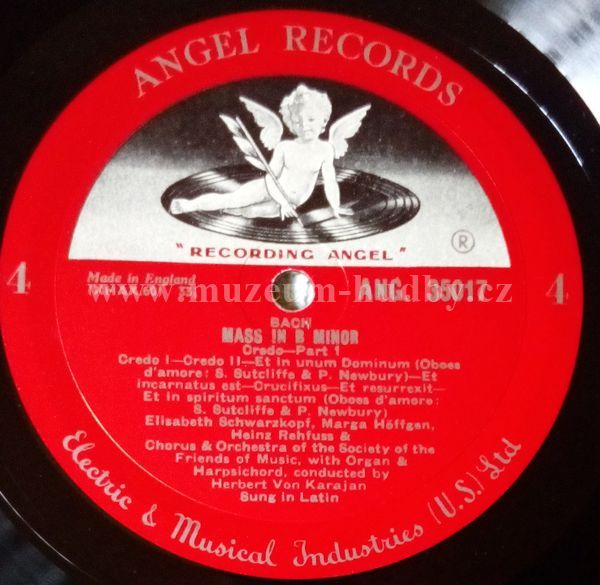 ANGEL RECORDS
"RECORDING ANGEL"
®
4
4
Made in England
33
ANG. 35017
www.muzeum-hudby.cz
BACH
MASS IN B MINOR
Credo—Part 1
Credo I—Credo II—Et in unum Dominum (Oboes
d'amore: S. Sutcliffe & P. Newbury)—Et
incarnatus est—Crucifixus—Et resurrexit—
Et in spiritum sanctum (Oboes d'amore:
S. Sutcliffe & P. Newbury)
Elisabeth Schwarzkopf, Marga Höffgen,
Heinz Rehfuss &
Chorus & Orchestra of the Society of the
Friends of Music, with Organ &
Harpsichord, conducted by
Herbert Von Karajan
Sung in Latin
Electric & Musical Industries (U.S.) Ltd